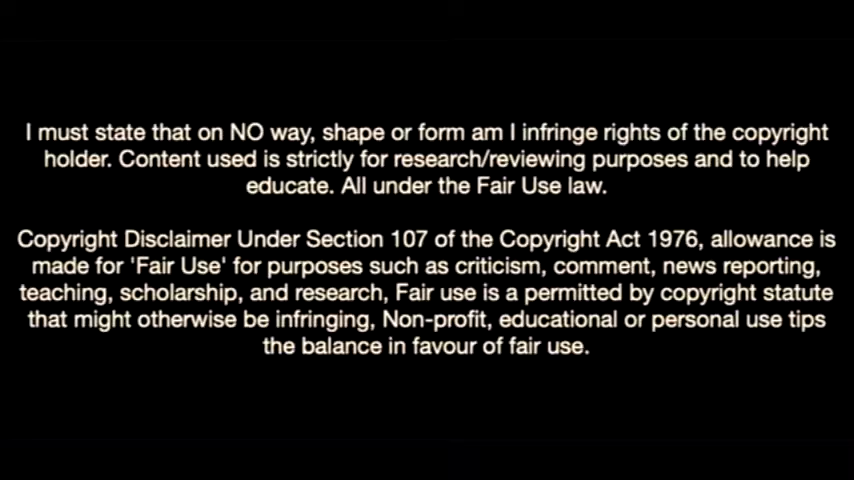 I must state that on NO way, shape or form am I infringe rights of the copyright
holder. Content used is strictly for research/reviewing purposes and to help
educate. All under the Fair Use law.
Copyright Disclaimer Under Section 107 of the Copyright Act 1976, allowance is
made for 'Fair Use' for purposes such as criticism, comment, news reporting,
teaching, scholarship, and research, Fair use is a permitted by copyright statute
that might otherwise be infringing, Non-profit, educational or personal use tips
the balance in favour of fair use.